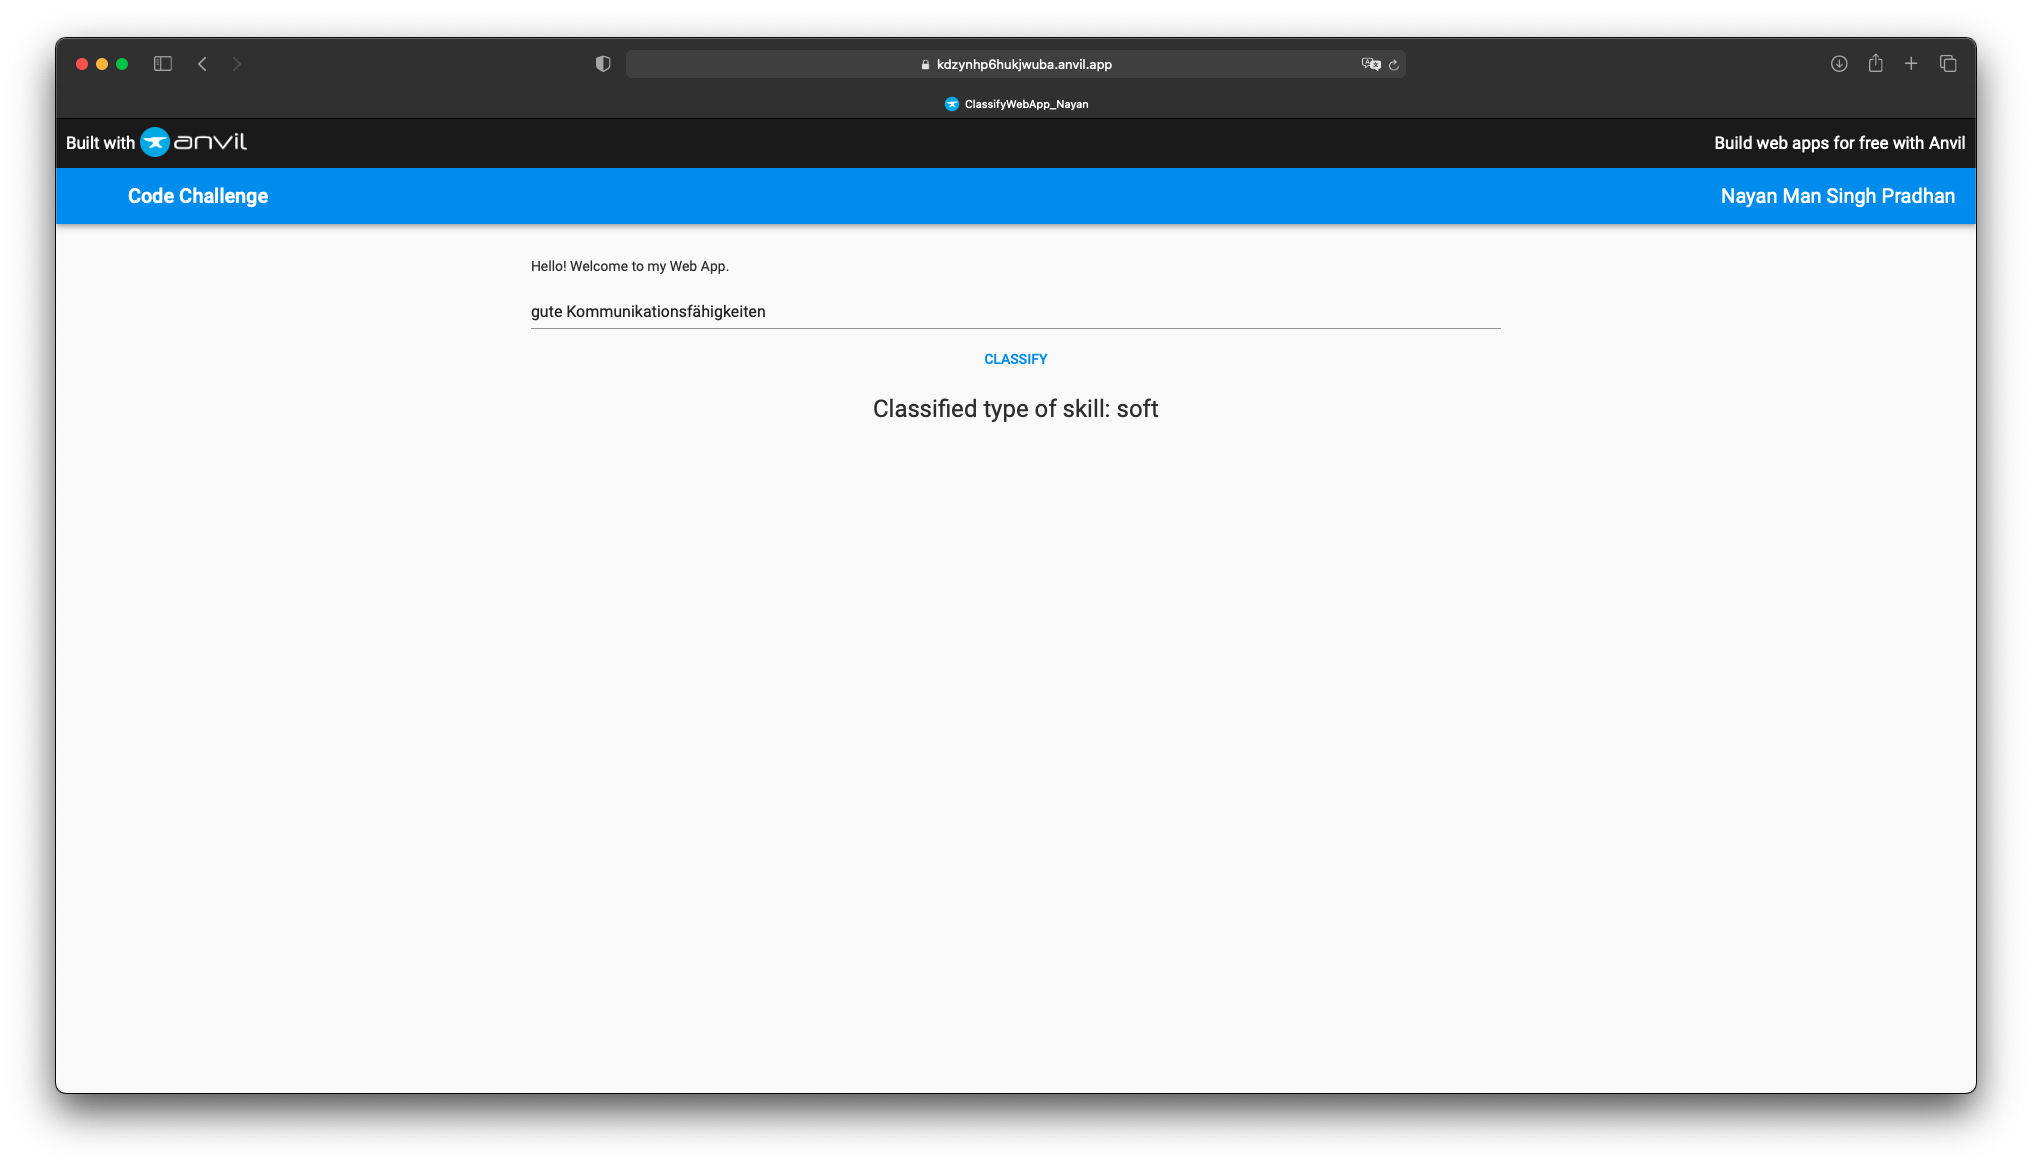 kdzynhp6hukjwuba.anvil.app
ClassifyWebApp_Nayan
Built with anvil
Build web apps for free with Anvil
Code Challenge
Nayan Man Singh Pradhan
Hello! Welcome to my Web App.
gute Kommunikationsfähigkeiten
CLASSIFY
Classified type of skill: soft